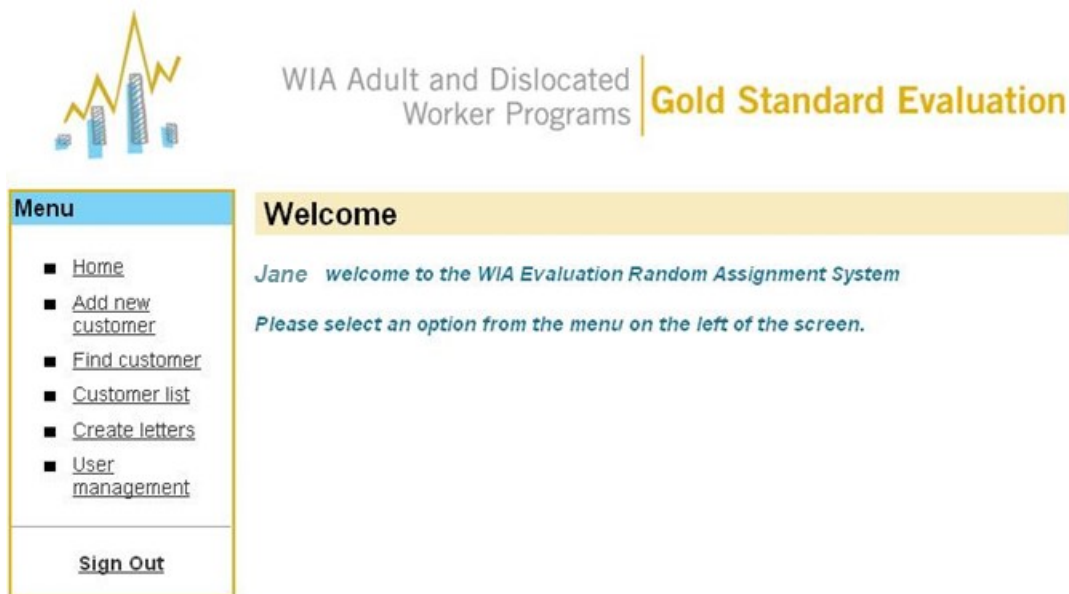 WIA Adult and Dislocated
Worker Programs
Gold Standard Evaluation
Menu
Home
Add new
customer
Find customer
Customer list
Create letters
User
management
Sign Out
Welcome
Jane welcome to the WIA Evaluation Random Assignment System
Please select an option from the menu on the left of the screen.